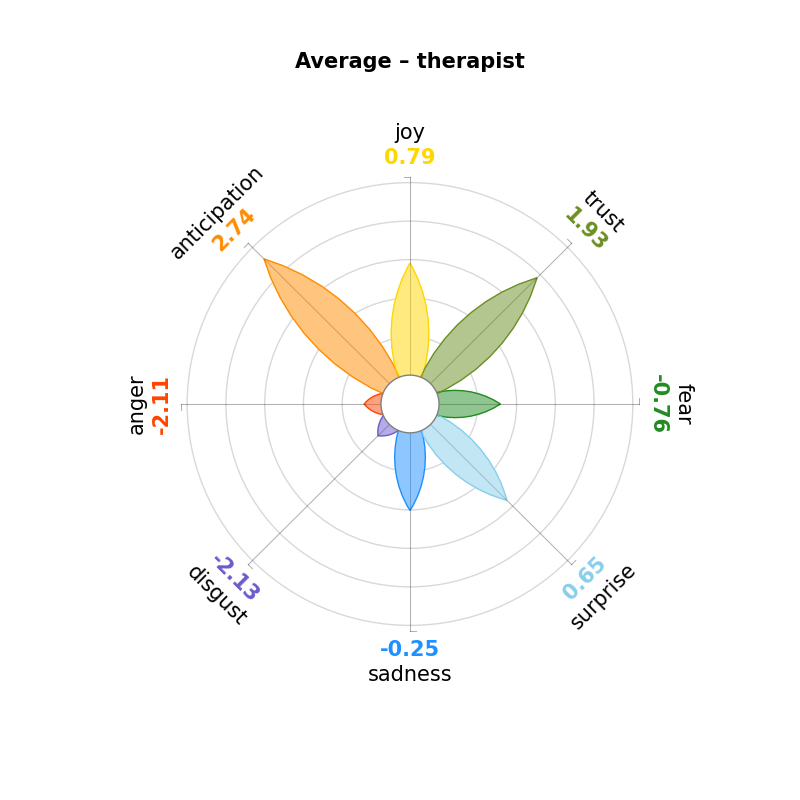 Average – therapist
joy
0.79
trust
1.93
fear
-0.76
surprise
0.65
sadness
-0.25
disgust
-2.13
anger
-2.11
anticipation
2.74